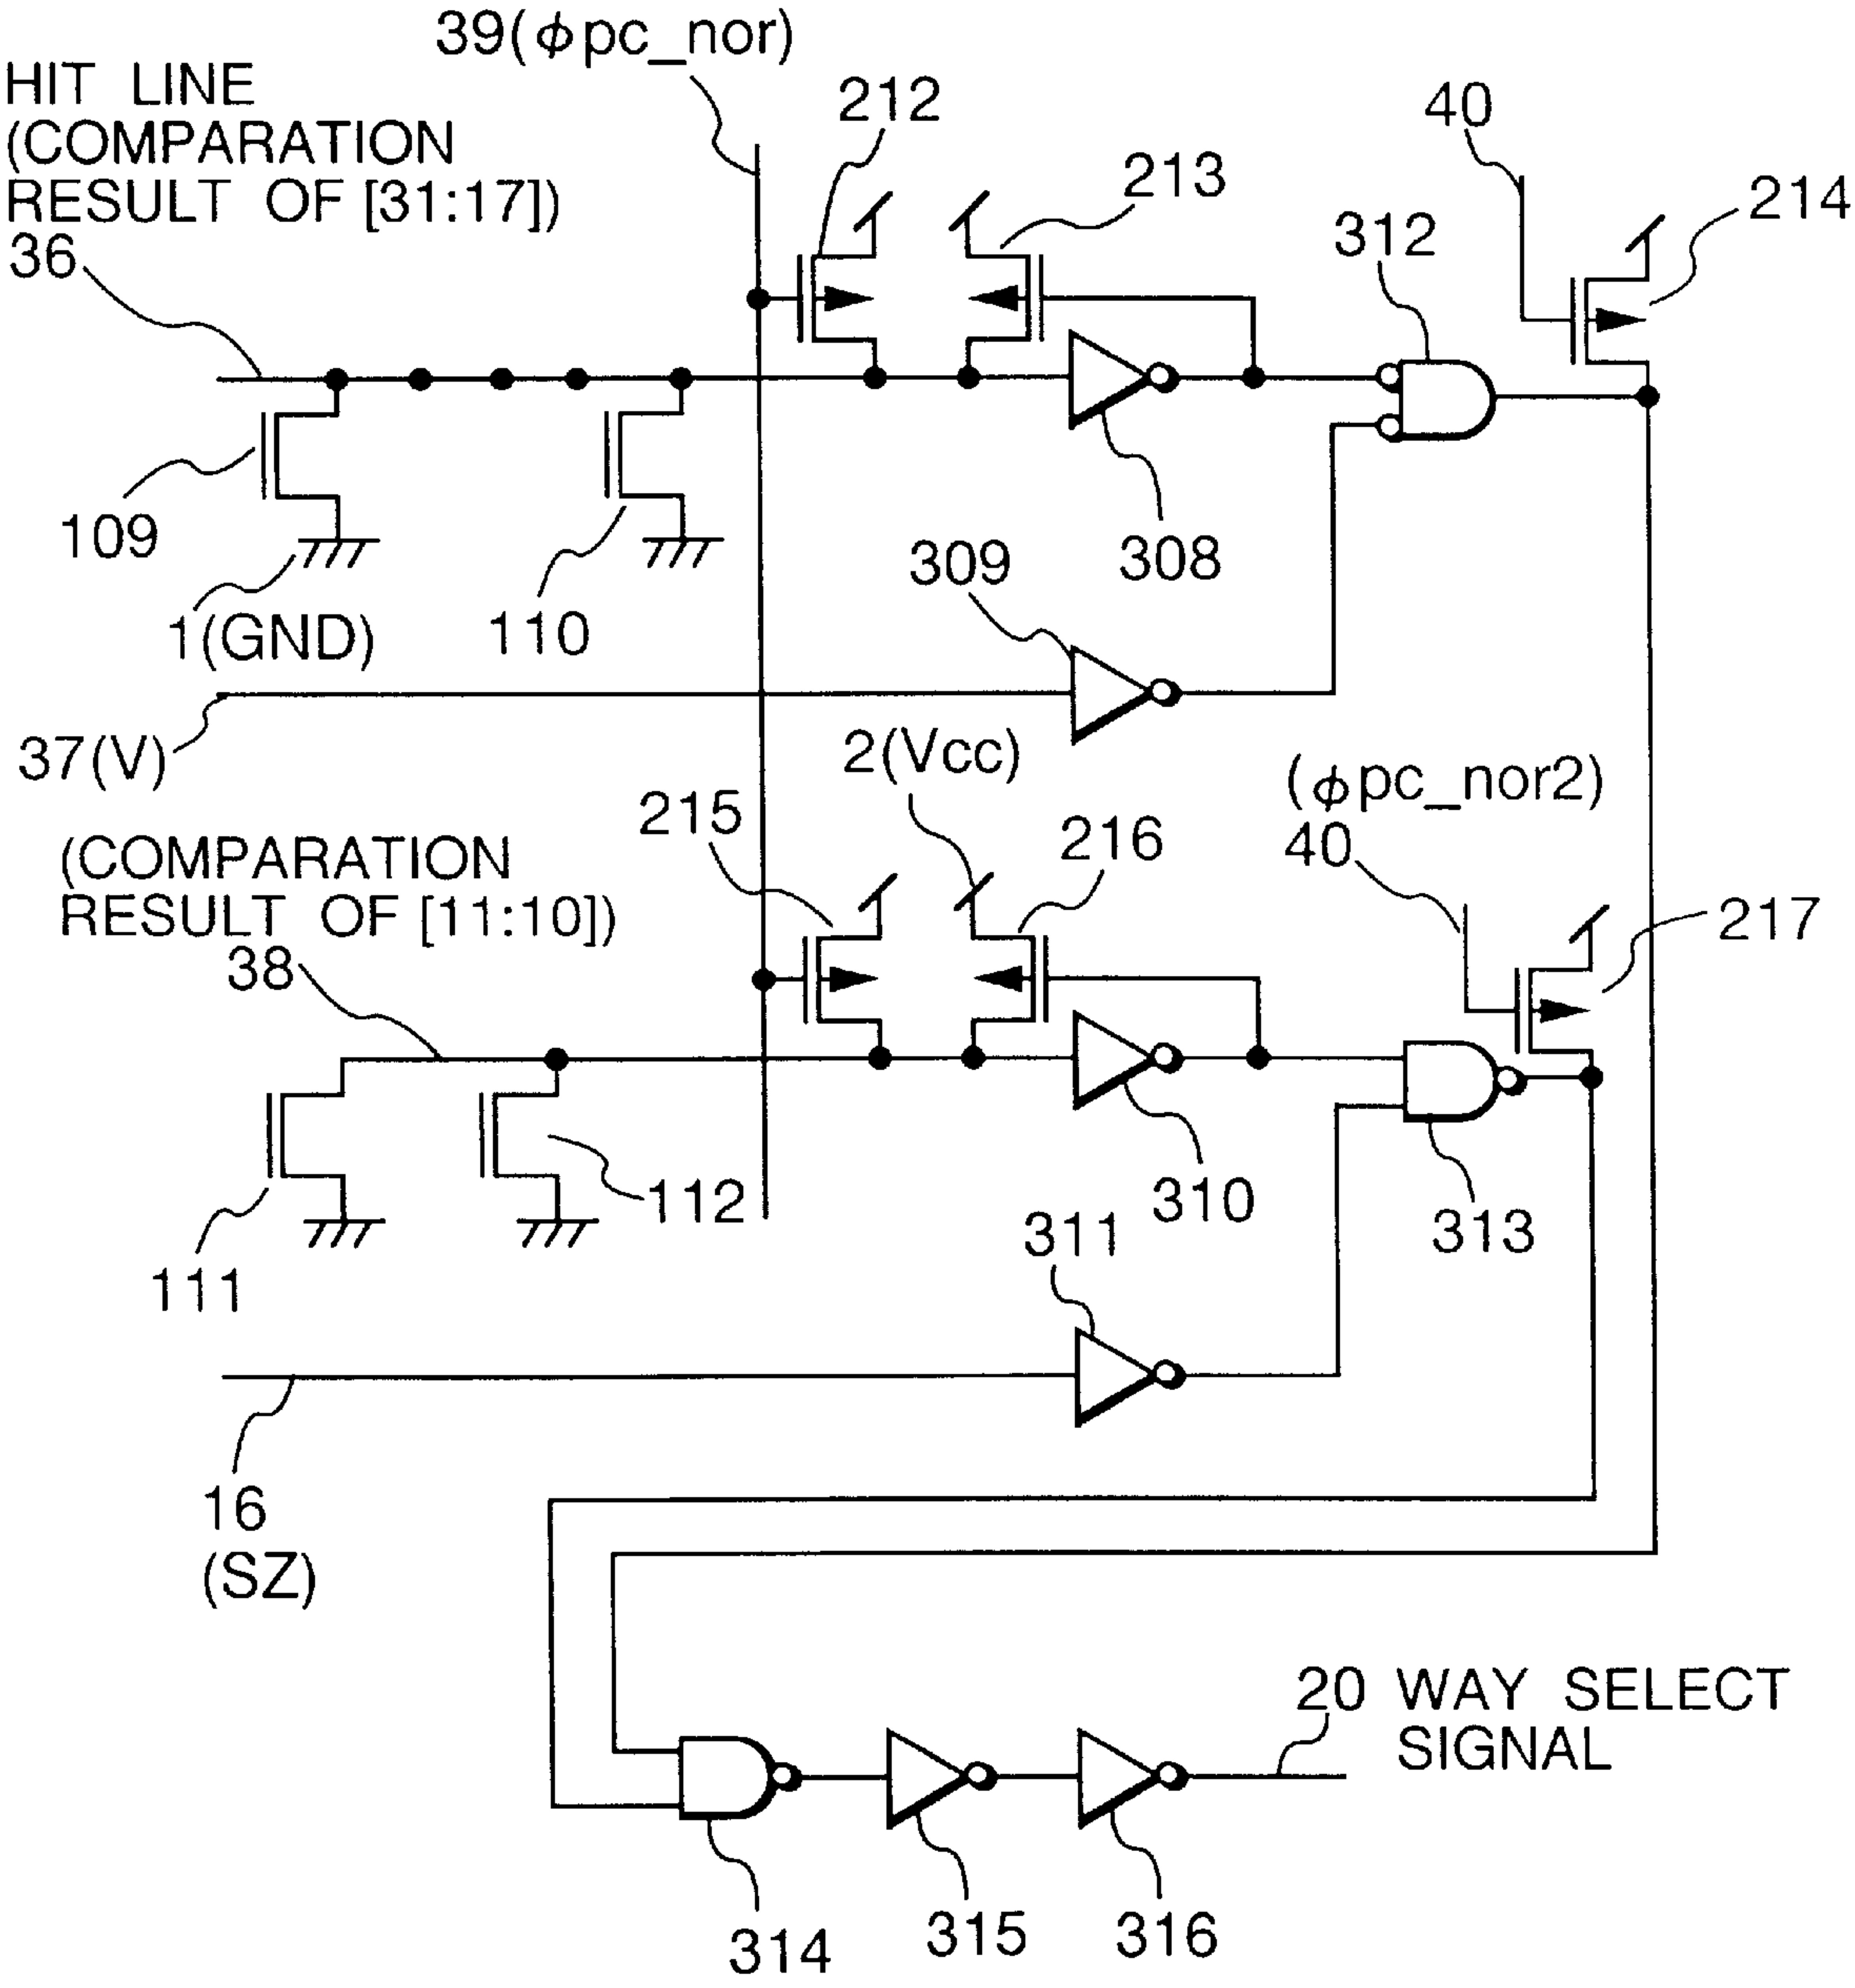 39(ϕpc_nor)
HIT LINE
(COMPARATION
RESULT OF [31:17])
36
212
213
40
214
312
109
1(GND)
110
308
309
37(V)
2(Vcc)
215
216
(ϕpc_nor2)
40
217
(COMPARATION
RESULT OF [11:10])
38
111
112
310
311
313
16
(SZ)
20 WAY SELECT
SIGNAL
314
315
316